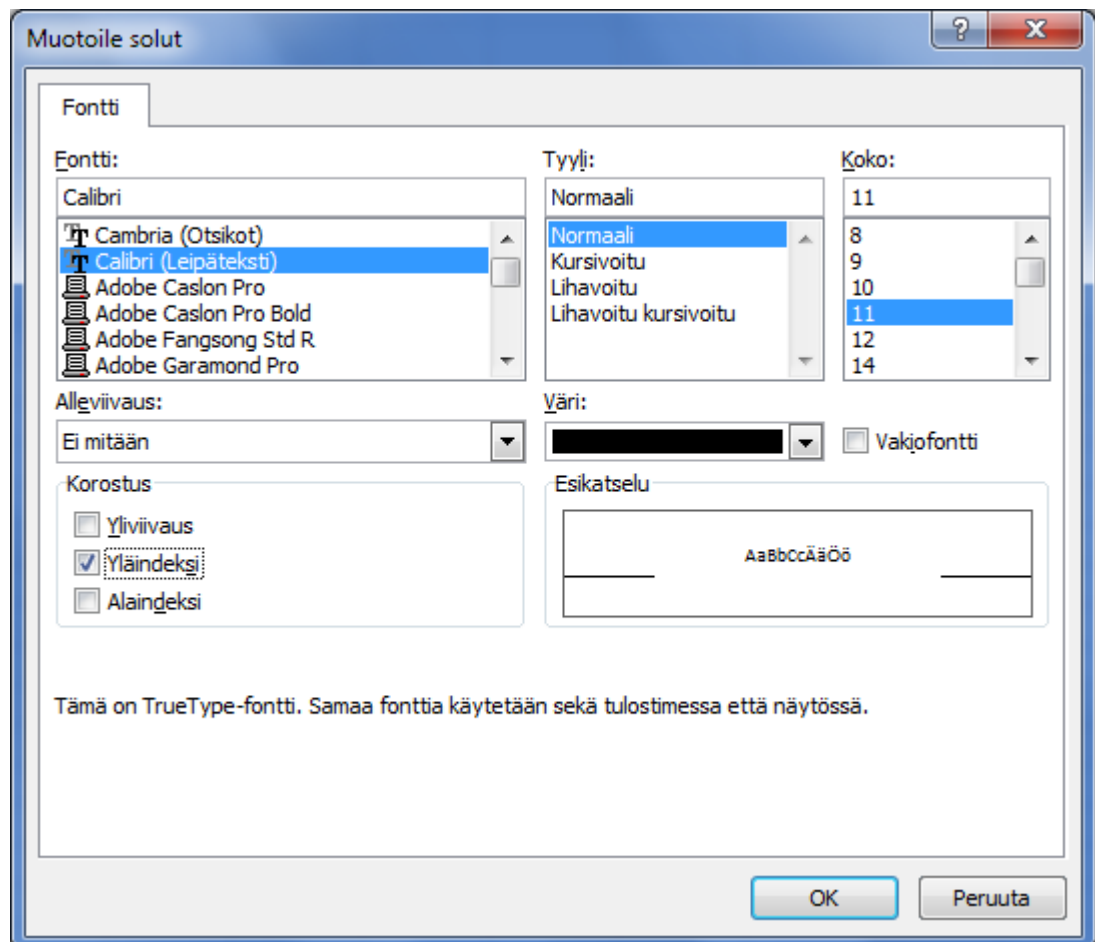 Muotoile solut
Fontti
Fontti:
Tyyli:
Koko:
Calibri
Normaali
11
Cambria (Otsikot)
Calibri (Leipäteksti)
Adobe Caslon Pro
Adobe Caslon Pro Bold
Adobe Fangsong Std R
Adobe Garamond Pro
Normaali
Kursivoitu
Lihavoitu
Lihavoitu kursivoitu
8
9
10
11
12
14
Alleviivaus:
Väri:
Ei mitään
Vakiofontti
Korostus
Yliviivaus
Yläindeksi
Alaindeksi
Esikatselu
AaBbCcÄäÖö
Tämä on TrueType-fontti. Samaa fonttia käytetään sekä tulostimessa että näytössä.
OK
Peruuta